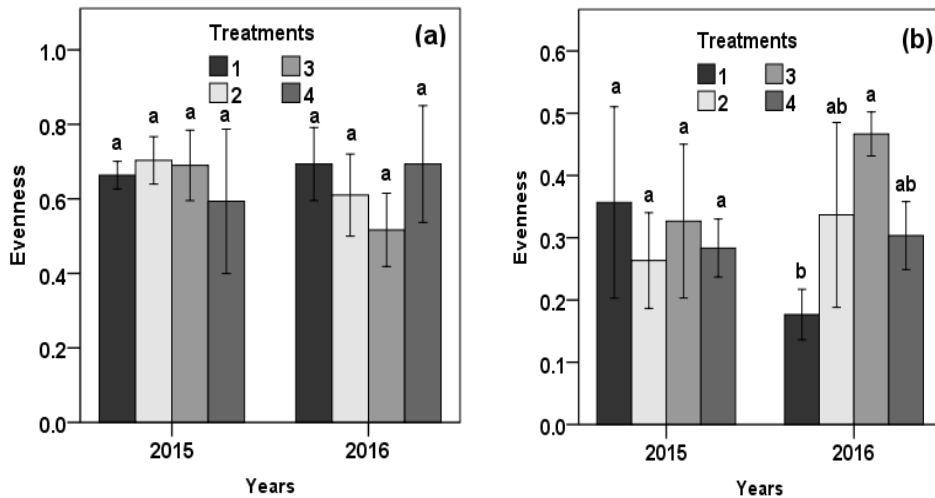 Treatments
(a)
1
3
2
4
1.0
0.8
0.6
0.4
0.2
0.0
Evenness
a
a
a
a
a
a
a
a
2015
2016
Years
Treatments
(b)
1
3
2
4
0.6
0.5
0.4
0.3
0.2
0.1
0.0
Evenness
a
a
a
a
b
ab
a
ab
2015
2016
Years